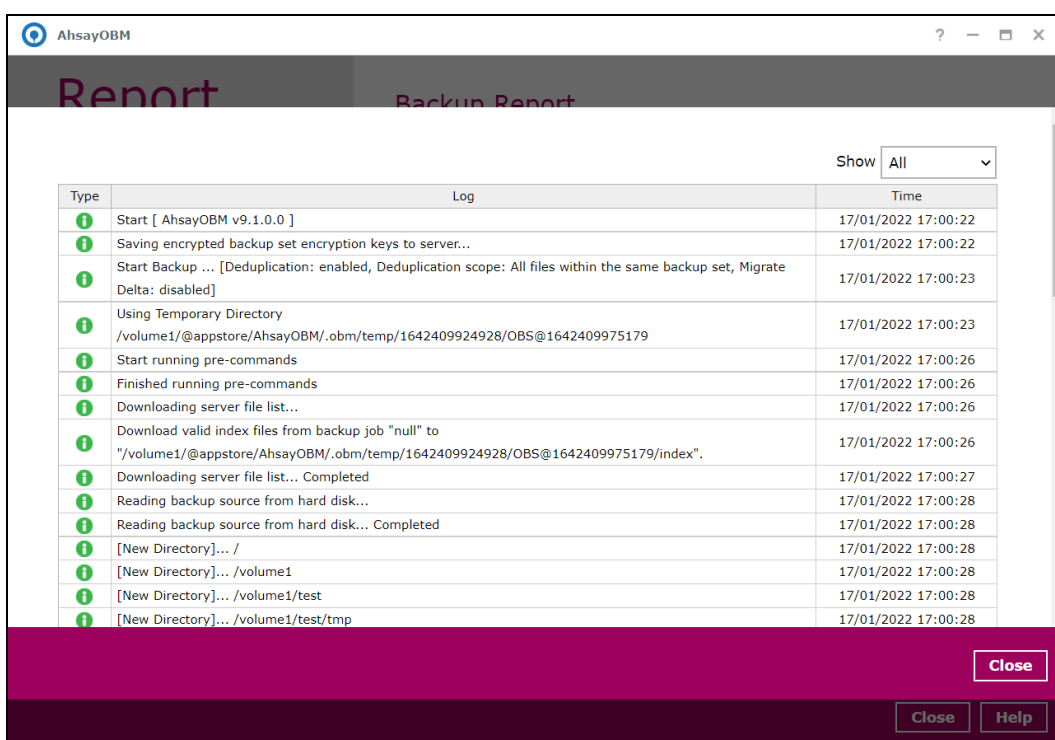 AhsayOBM
Report
Backup Report
Show All
Type Log Time
Start [ AhsayOBM v9.1.0.0 ] 17/01/2022 17:00:22
Saving encrypted backup set encryption keys to server... 17/01/2022 17:00:22
Start Backup ... [Deduplication: enabled, Deduplication scope: All files within the same backup set, Migrate
Delta: disabled] 17/01/2022 17:00:23
Using Temporary Directory
/volume1/@appstore/AhsayOBM/.obm/temp/1642409924928/OBS@1642409975179 17/01/2022 17:00:23
Start running pre-commands 17/01/2022 17:00:26
Finished running pre-commands 17/01/2022 17:00:26
Downloading server file list... 17/01/2022 17:00:26
Download valid index files from backup job "null" to
"/volume1/@appstore/AhsayOBM/.obm/temp/1642409924928/OBS@1642409975179/index". 17/01/2022 17:00:26
Downloading server file list... Completed 17/01/2022 17:00:27
Reading backup source from hard disk... 17/01/2022 17:00:28
Reading backup source from hard disk... Completed 17/01/2022 17:00:28
[New Directory]... / 17/01/2022 17:00:28
[New Directory]... /volume1 17/01/2022 17:00:28
[New Directory]... /volume1/test 17/01/2022 17:00:28
[New Directory]... /volume1/test/tmp 17/01/2022 17:00:28
Close
Close Help